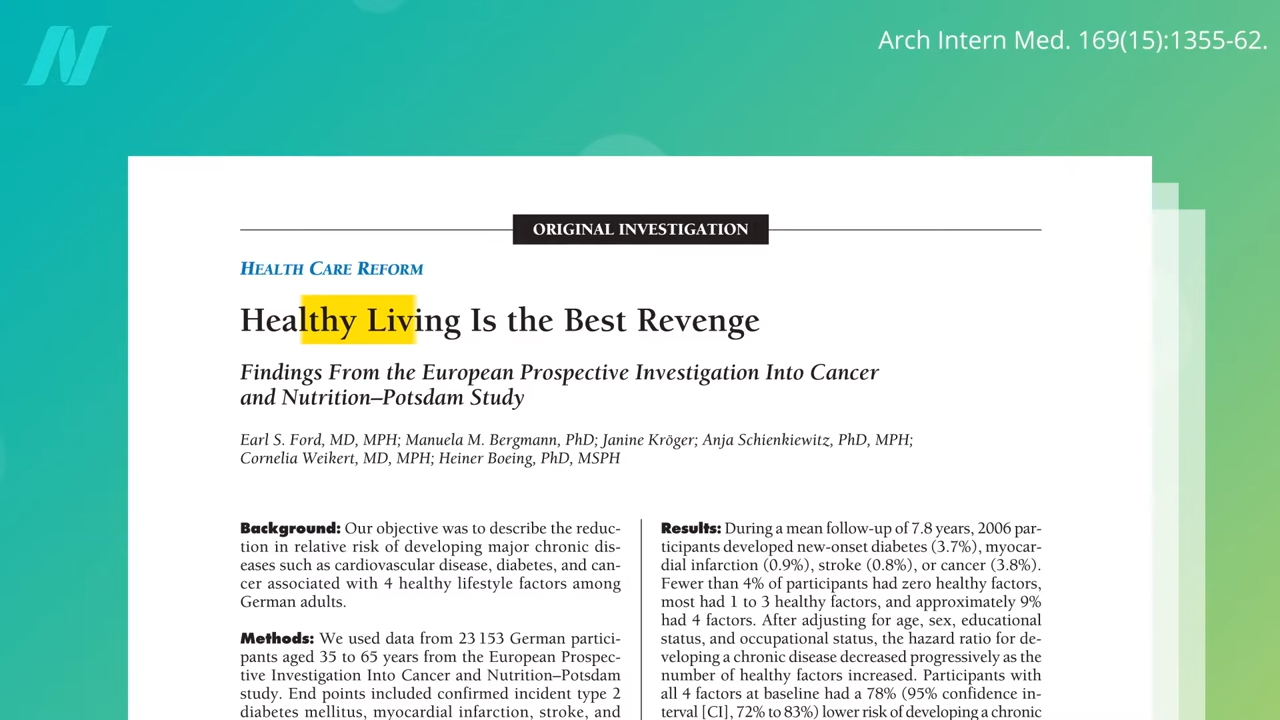 Arch Intern Med. 169(15):1355-62.
ORIGINAL INVESTIGATION
HEALTH CARE REFORM
Healthy Living Is the Best Revenge
Findings From the European Prospective Investigation Into Cancer
and Nutrition–Potsdam Study
Earl S. Ford, MD, MPH; Manuela M. Bergmann, PhD; Janine Kröger; Anja Schienkiewitz, PhD, MPH;
Cornelia Weikert, MD, MPH; Heiner Boeing, PhD, MSPH
Background: Our objective was to describe the reduc-
tion in relative risk of developing major chronic dis-
eases such as cardiovascular disease, diabetes, and can-
cer associated with 4 healthy lifestyle factors among
German adults.
Methods: We used data from 23 153 German partici-
pants aged 35 to 65 years from the European Prospec-
tive Investigation Into Cancer and Nutrition–Potsdam
study. End points included confirmed incident type 2
diabetes mellitus, myocardial infarction, stroke, and
Results: During a mean follow-up of 7.8 years, 2006 par-
ticipants developed new-onset diabetes (3.7%), myocar-
dial infarction (0.9%), stroke (0.8%), or cancer (3.8%).
Fewer than 4% of participants had zero healthy factors,
most had 1 to 3 healthy factors, and approximately 9%
had 4 factors. After adjusting for age, sex, educational
status, and occupational status, the hazard ratio for de-
veloping a chronic disease decreased progressively as the
number of healthy factors increased. Participants with
all 4 factors at baseline had a 78% (95% confidence in-
terval [CI], 72% to 83%) lower risk of developing a chronic